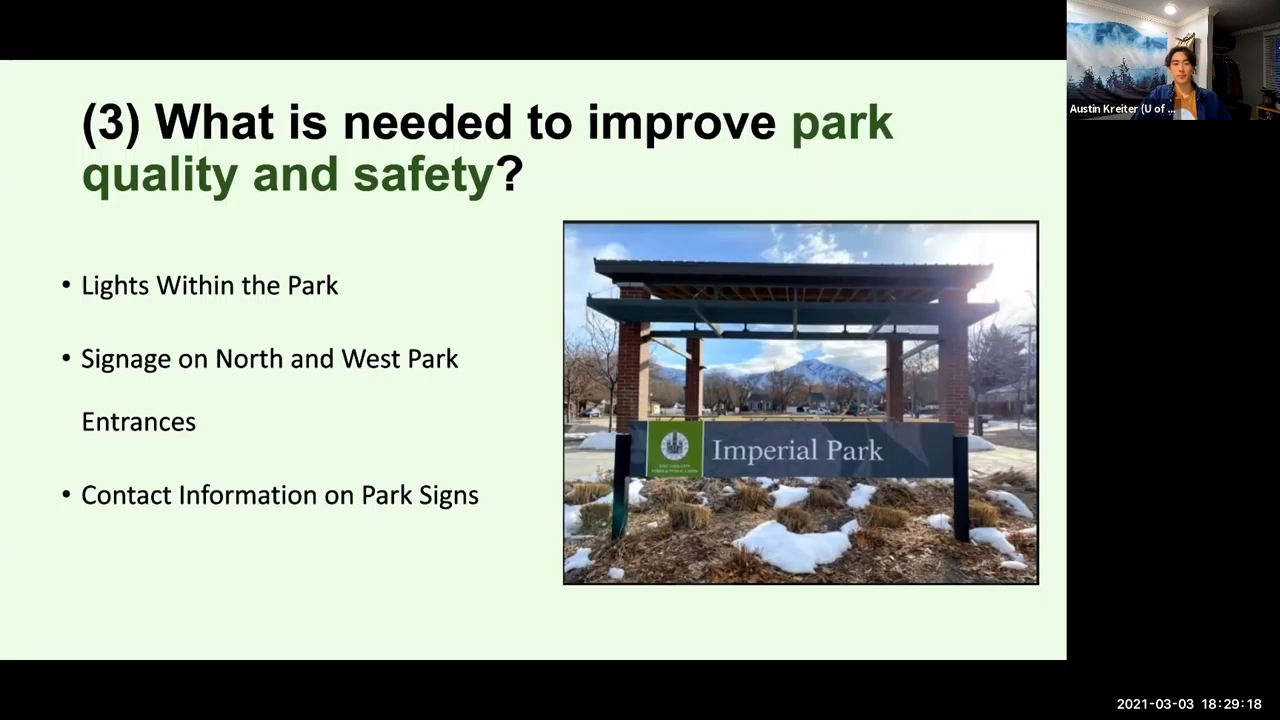 (3) What is needed to improve park
quality and safety?
• Lights Within the Park
• Signage on North and West Park
Entrances
• Contact Information on Park Signs
Imperial Park
Austin Kreiter (U of ...
2021-03-03 18:29:18